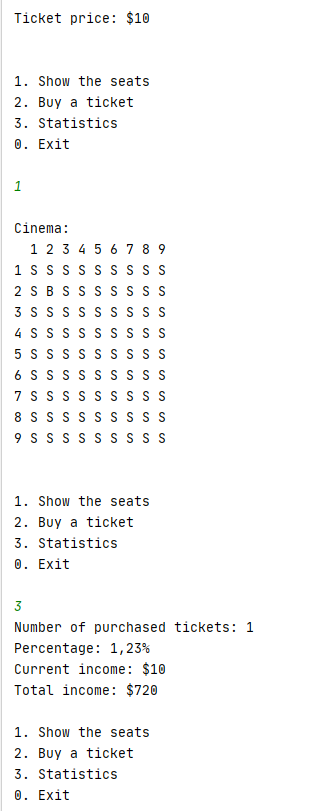 Ticket price: $10
1. Show the seats
2. Buy a ticket
3. Statistics
0. Exit
1
Cinema:
  1 2 3 4 5 6 7 8 9
1 S S S S S S S S S
2 S B S S S S S S S
3 S S S S S S S S S
4 S S S S S S S S S
5 S S S S S S S S S
6 S S S S S S S S S
7 S S S S S S S S S
8 S S S S S S S S S
9 S S S S S S S S S
1. Show the seats
2. Buy a ticket
3. Statistics
0. Exit
3
Number of purchased tickets: 1
Percentage: 1,23%
Current income: $10
Total income: $720
1. Show the seats
2. Buy a ticket
3. Statistics
0. Exit